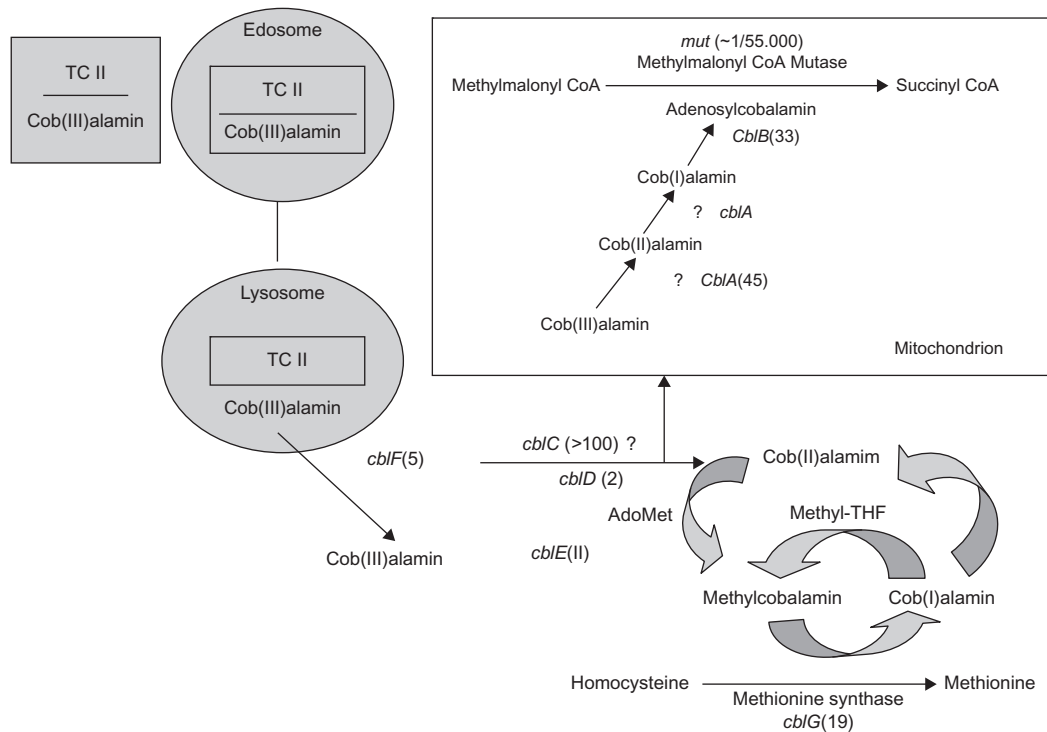 TC II
Cob(III)alamin
Edosome
TC II
Cob(III)alamin
Lysosome
TC II
Cob(III)alamin
cblF(5)
Cob(III)alamin
mut (~1/55.000)
Methylmalonyl CoA Mutase
Methylmalonyl CoA
Succinyl CoA
Adenosylcobalamin
CblB(33)
Cob(I)alamin
? cblA
Cob(II)alamin
? CblA(45)
Cob(III)alamin
Mitochondrion
cblC (>100) ?
cblD (2)
Cob(II)alamim
AdoMet
Methyl-THF
cblE(II)
Methylcobalamin
Cob(I)alamin
Homocysteine
Methionine
Methionine synthase
cblG(19)